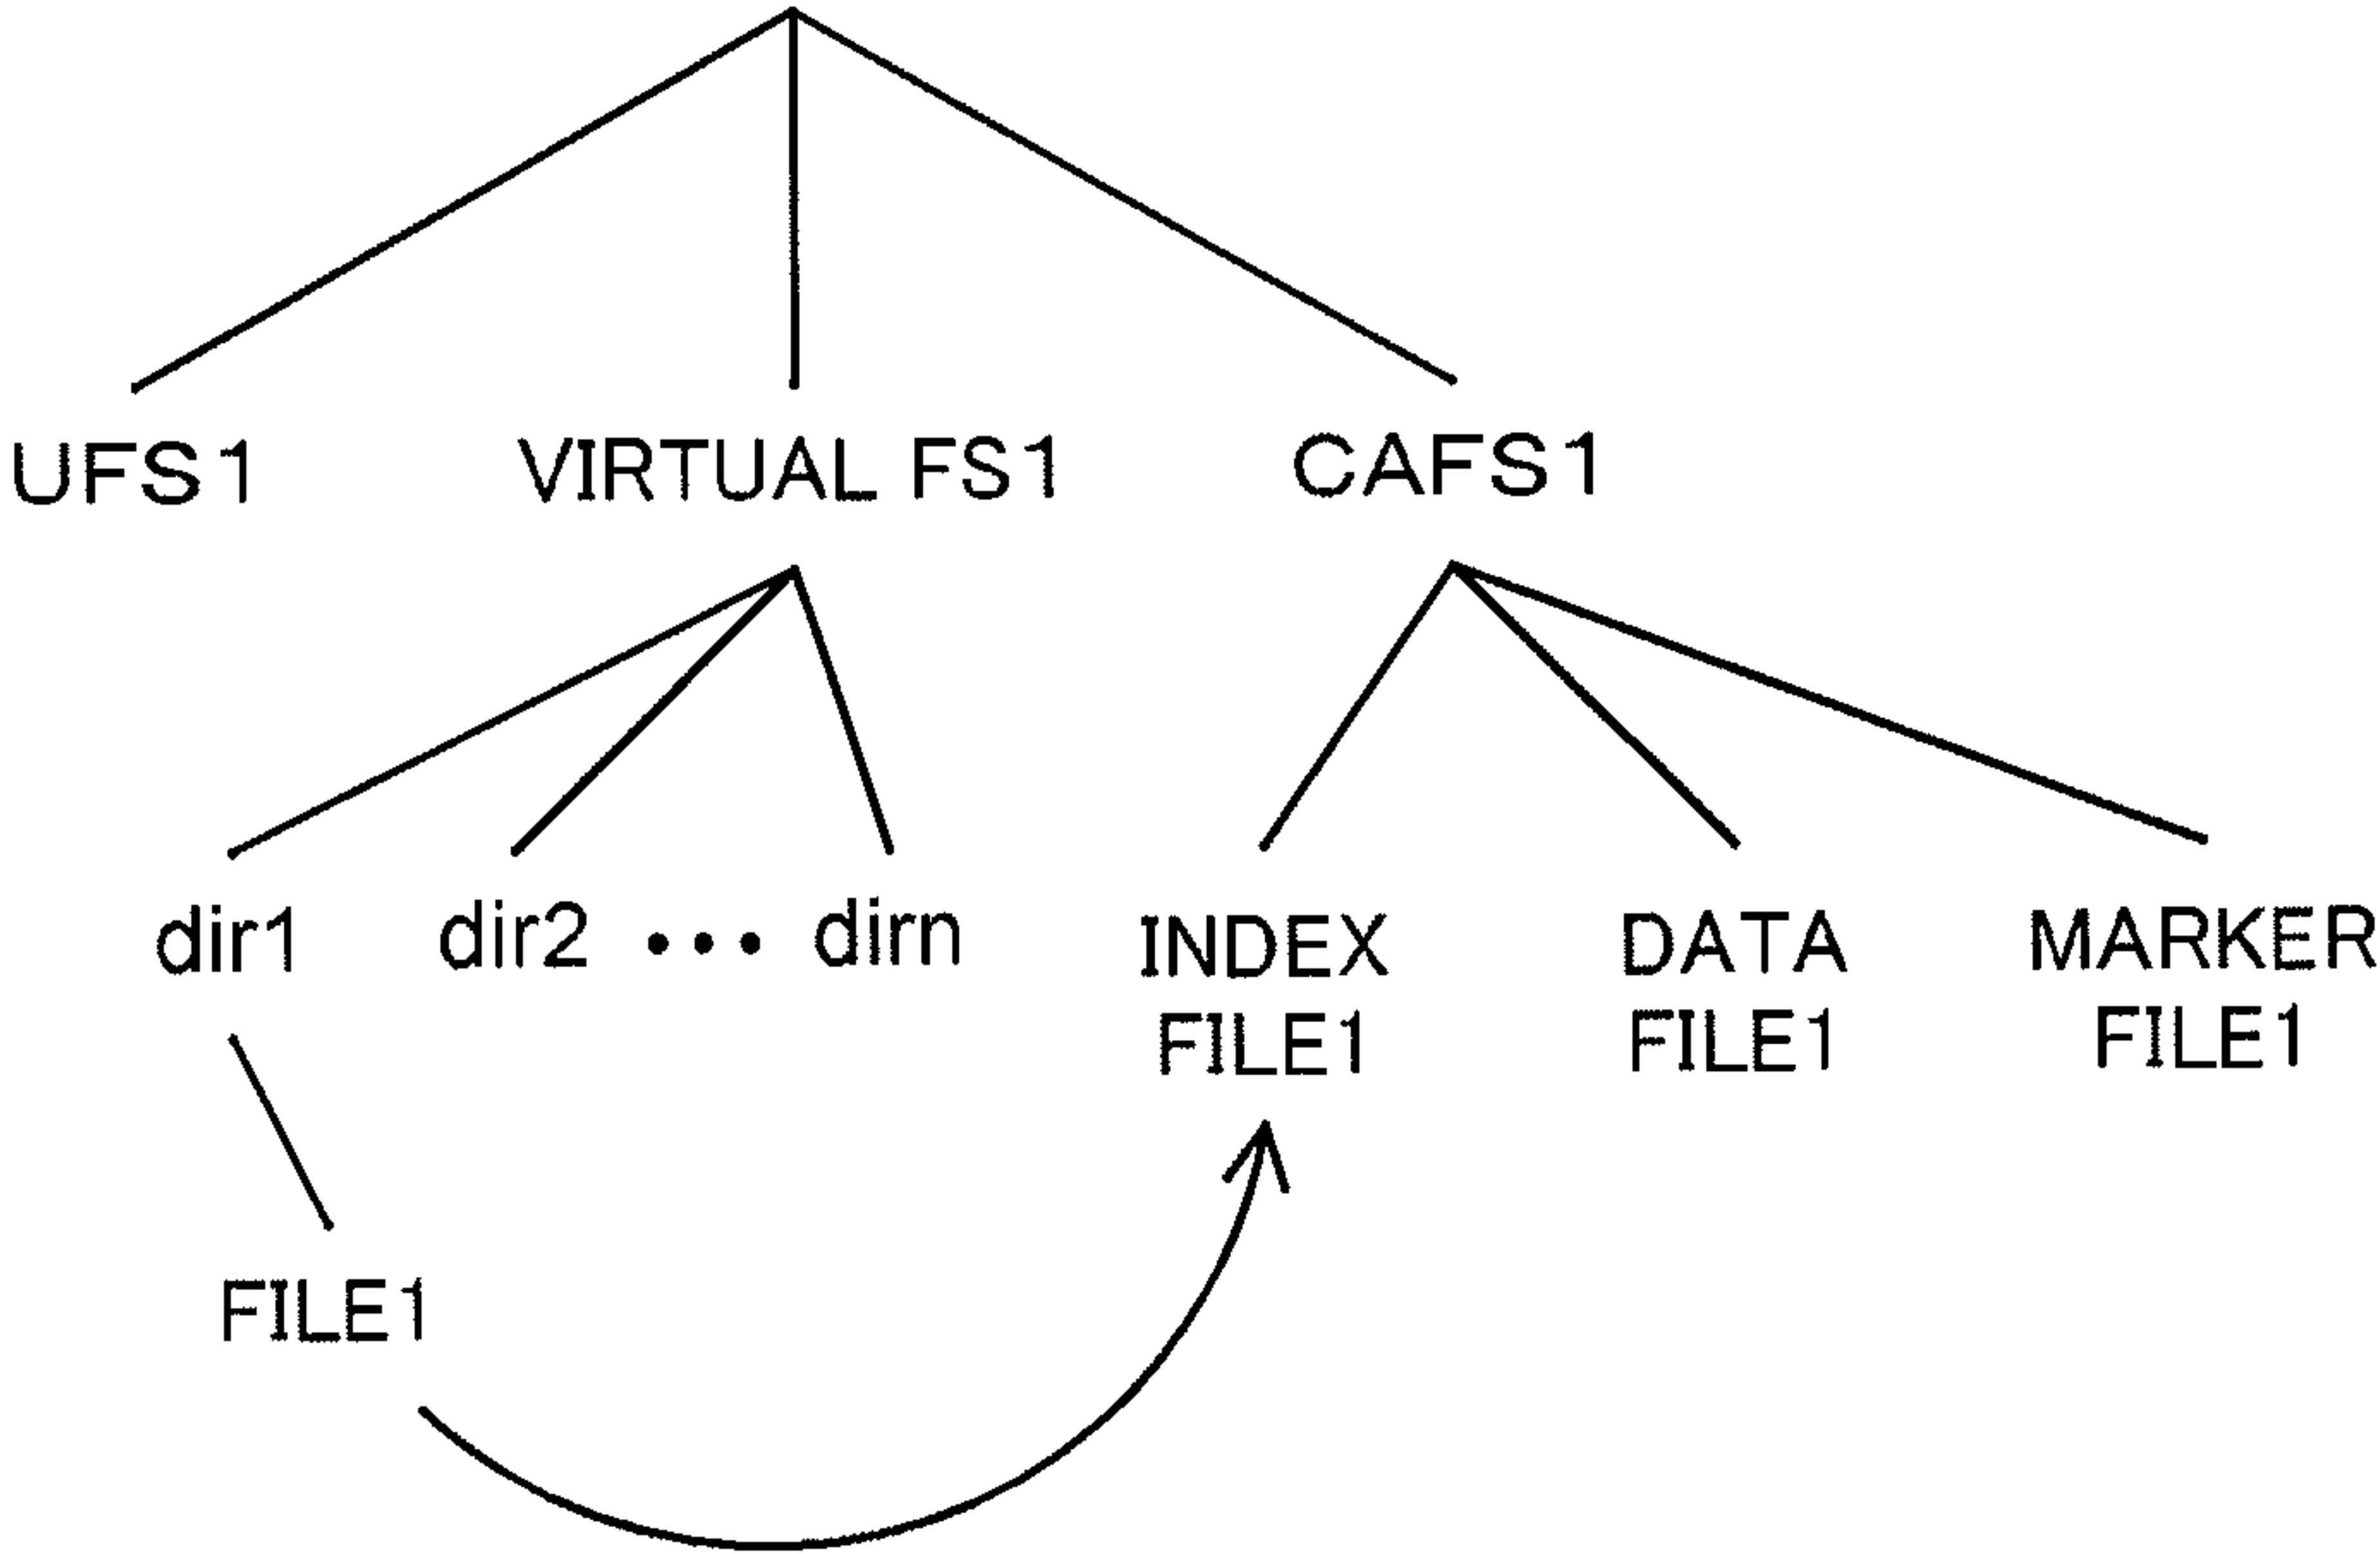 UFS1 VIRTUAL FS1 CAFS1
dir1 dir2 ••• dirn INDEX DATA MARKER
FILE1 FILE1 FILE1
FILE1